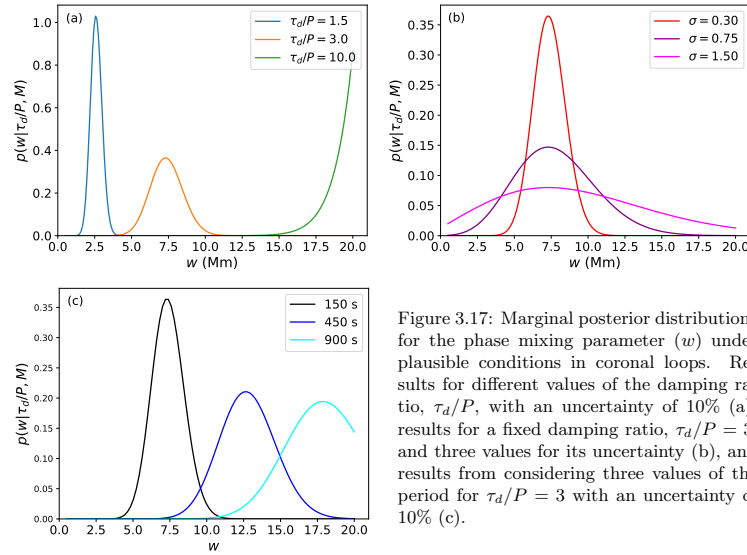 (a)
τ_d/P = 1.5
τ_d/P = 3.0
τ_d/P = 10.0
p(w|τ_d/P, M)
1.0
0.8
0.6
0.4
0.2
0.0
0.0 2.5 5.0 7.5 10.0 12.5 15.0 17.5 20.0
w (Mm)
(b)
σ = 0.30
σ = 0.75
σ = 1.50
p(w|τ_d/P, M)
0.35
0.30
0.25
0.20
0.15
0.10
0.05
0.00
0.0 2.5 5.0 7.5 10.0 12.5 15.0 17.5 20.0
w (Mm)
(c)
150 s
450 s
900 s
p(w|τ_d/P, M)
0.35
0.30
0.25
0.20
0.15
0.10
0.05
0.00
0.0 2.5 5.0 7.5 10.0 12.5 15.0 17.5 20.0
w
Figure 3.17: Marginal posterior distribution
for the phase mixing parameter (w) unde
plausible conditions in coronal loops. Re
sults for different values of the damping ra
tio, τ_d/P, with an uncertainty of 10% (a)
results for a fixed damping ratio, τ_d/P = 3
and three values for its uncertainty (b), an
results from considering three values of th
period for τ_d/P = 3 with an uncertainty o
10% (c).